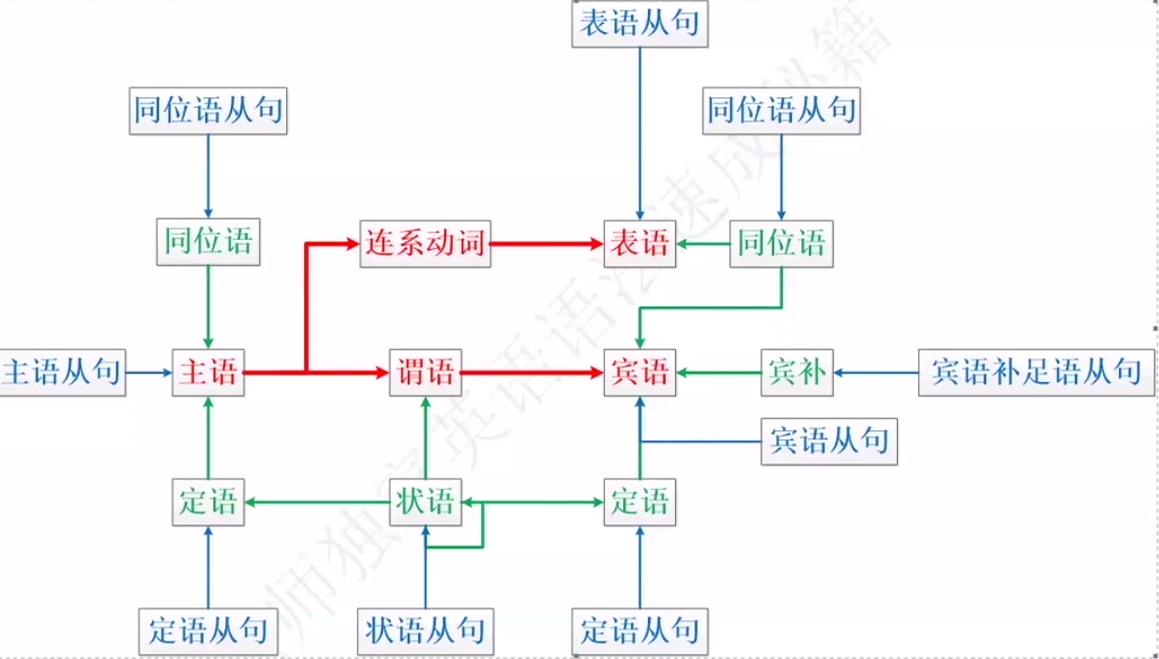 表语从句
同位语从句
同位语从句
同位语
连系动词
表语
同位语
主语从句
主语
谓语
宾语
宾补
宾语补足语从句
宾语从句
定语
状语
定语
定语从句
状语从句
定语从句
师独家英语语法速成秘籍